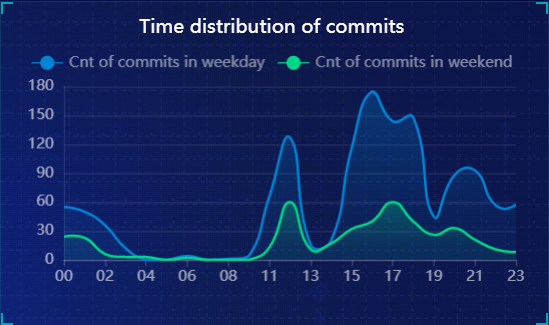 Time distribution of commits
Cnt of commits in weekday Cnt of commits in weekend
180
150
120
90
60
30
0
00 02 04 06 08 11 13 15 17 19 21 23